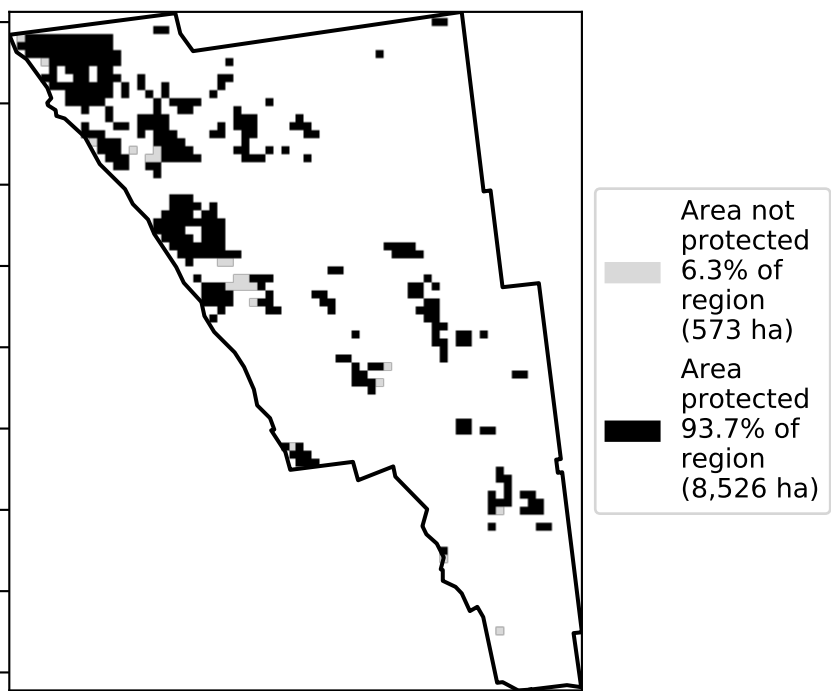 Area not
protected
6.3% of
region
(573 ha)
Area
protected
93.7% of
region
(8,526 ha)